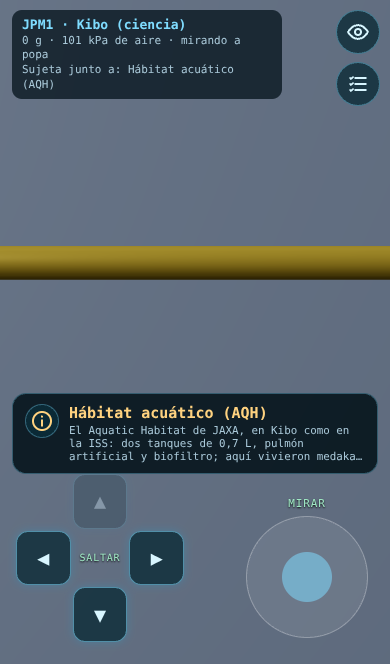 JPM1 · Kibo (ciencia)
0 g · 101 kPa de aire · mirando a
popa
Sujeta junto a: Hábitat acuático
(AQH)
Hábitat acuático (AQH)
El Aquatic Habitat de JAXA, en Kibo como en
la ISS: dos tanques de 0,7 L, pulmón
artificial y biofiltro; aquí vivieron medaka…
SALTAR
MIRAR